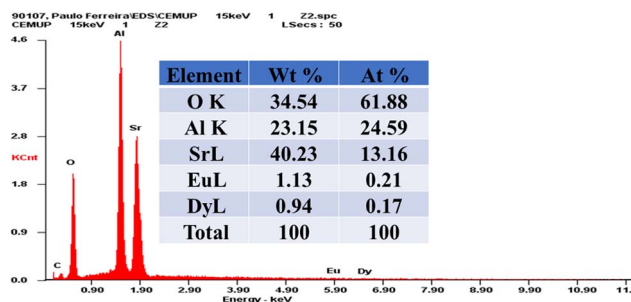 90107, Paulo Ferreira\EDS\CEMUP 15keV 1 Z2.spc
CEMUP 15keV 1 Z2 LSecs : 50
4.6
3.7
2.8
KCnt
1.8
0.9
0.0
C
O
Al
Sr
Eu
Dy
Element Wt % At %
O K 34.54 61.88
Al K 23.15 24.59
SrL 40.23 13.16
EuL 1.13 0.21
DyL 0.94 0.17
Total 100 100
0.90 1.90 2.90 3.90 4.90 5.90 6.90 7.90 8.90 9.90 10.90 11.
Energy - keV